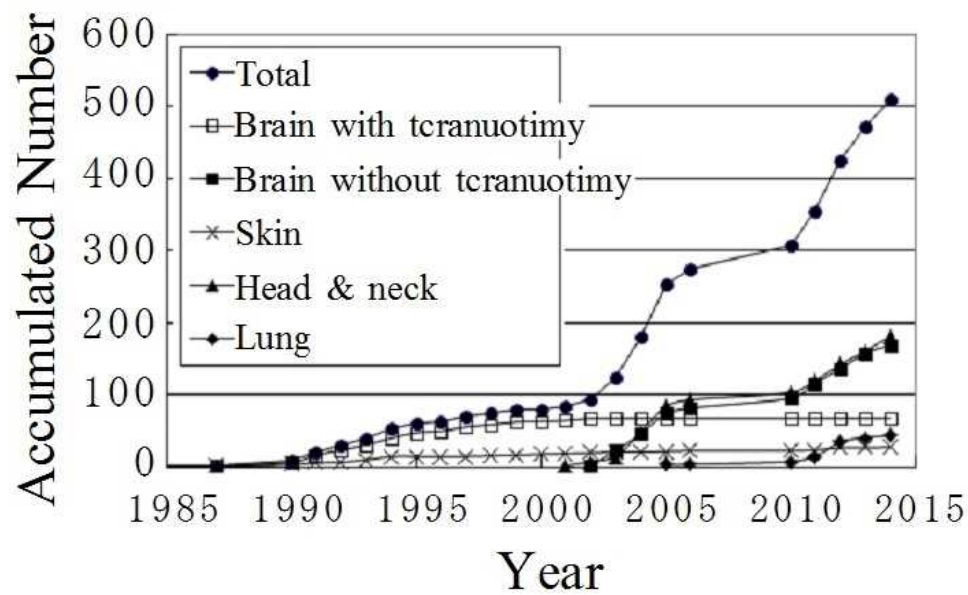 Accumulated Number
600
500
400
300
200
100
0
Total
Brain with tcranuotimy
Brain without tcranuotimy
Skin
Head & neck
Lung
1985 1990 1995 2000 2005 2010 2015
Year